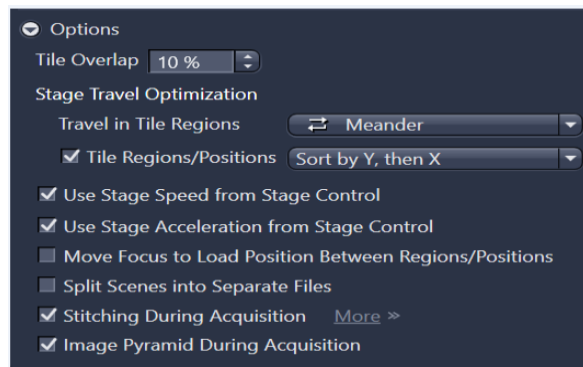 Options
Tile Overlap 10 %
Stage Travel Optimization
Travel in Tile Regions Meander
Tile Regions/Positions Sort by Y, then X
Use Stage Speed from Stage Control
Use Stage Acceleration from Stage Control
Move Focus to Load Position Between Regions/Positions
Split Scenes into Separate Files
Stitching During Acquisition More »
Image Pyramid During Acquisition